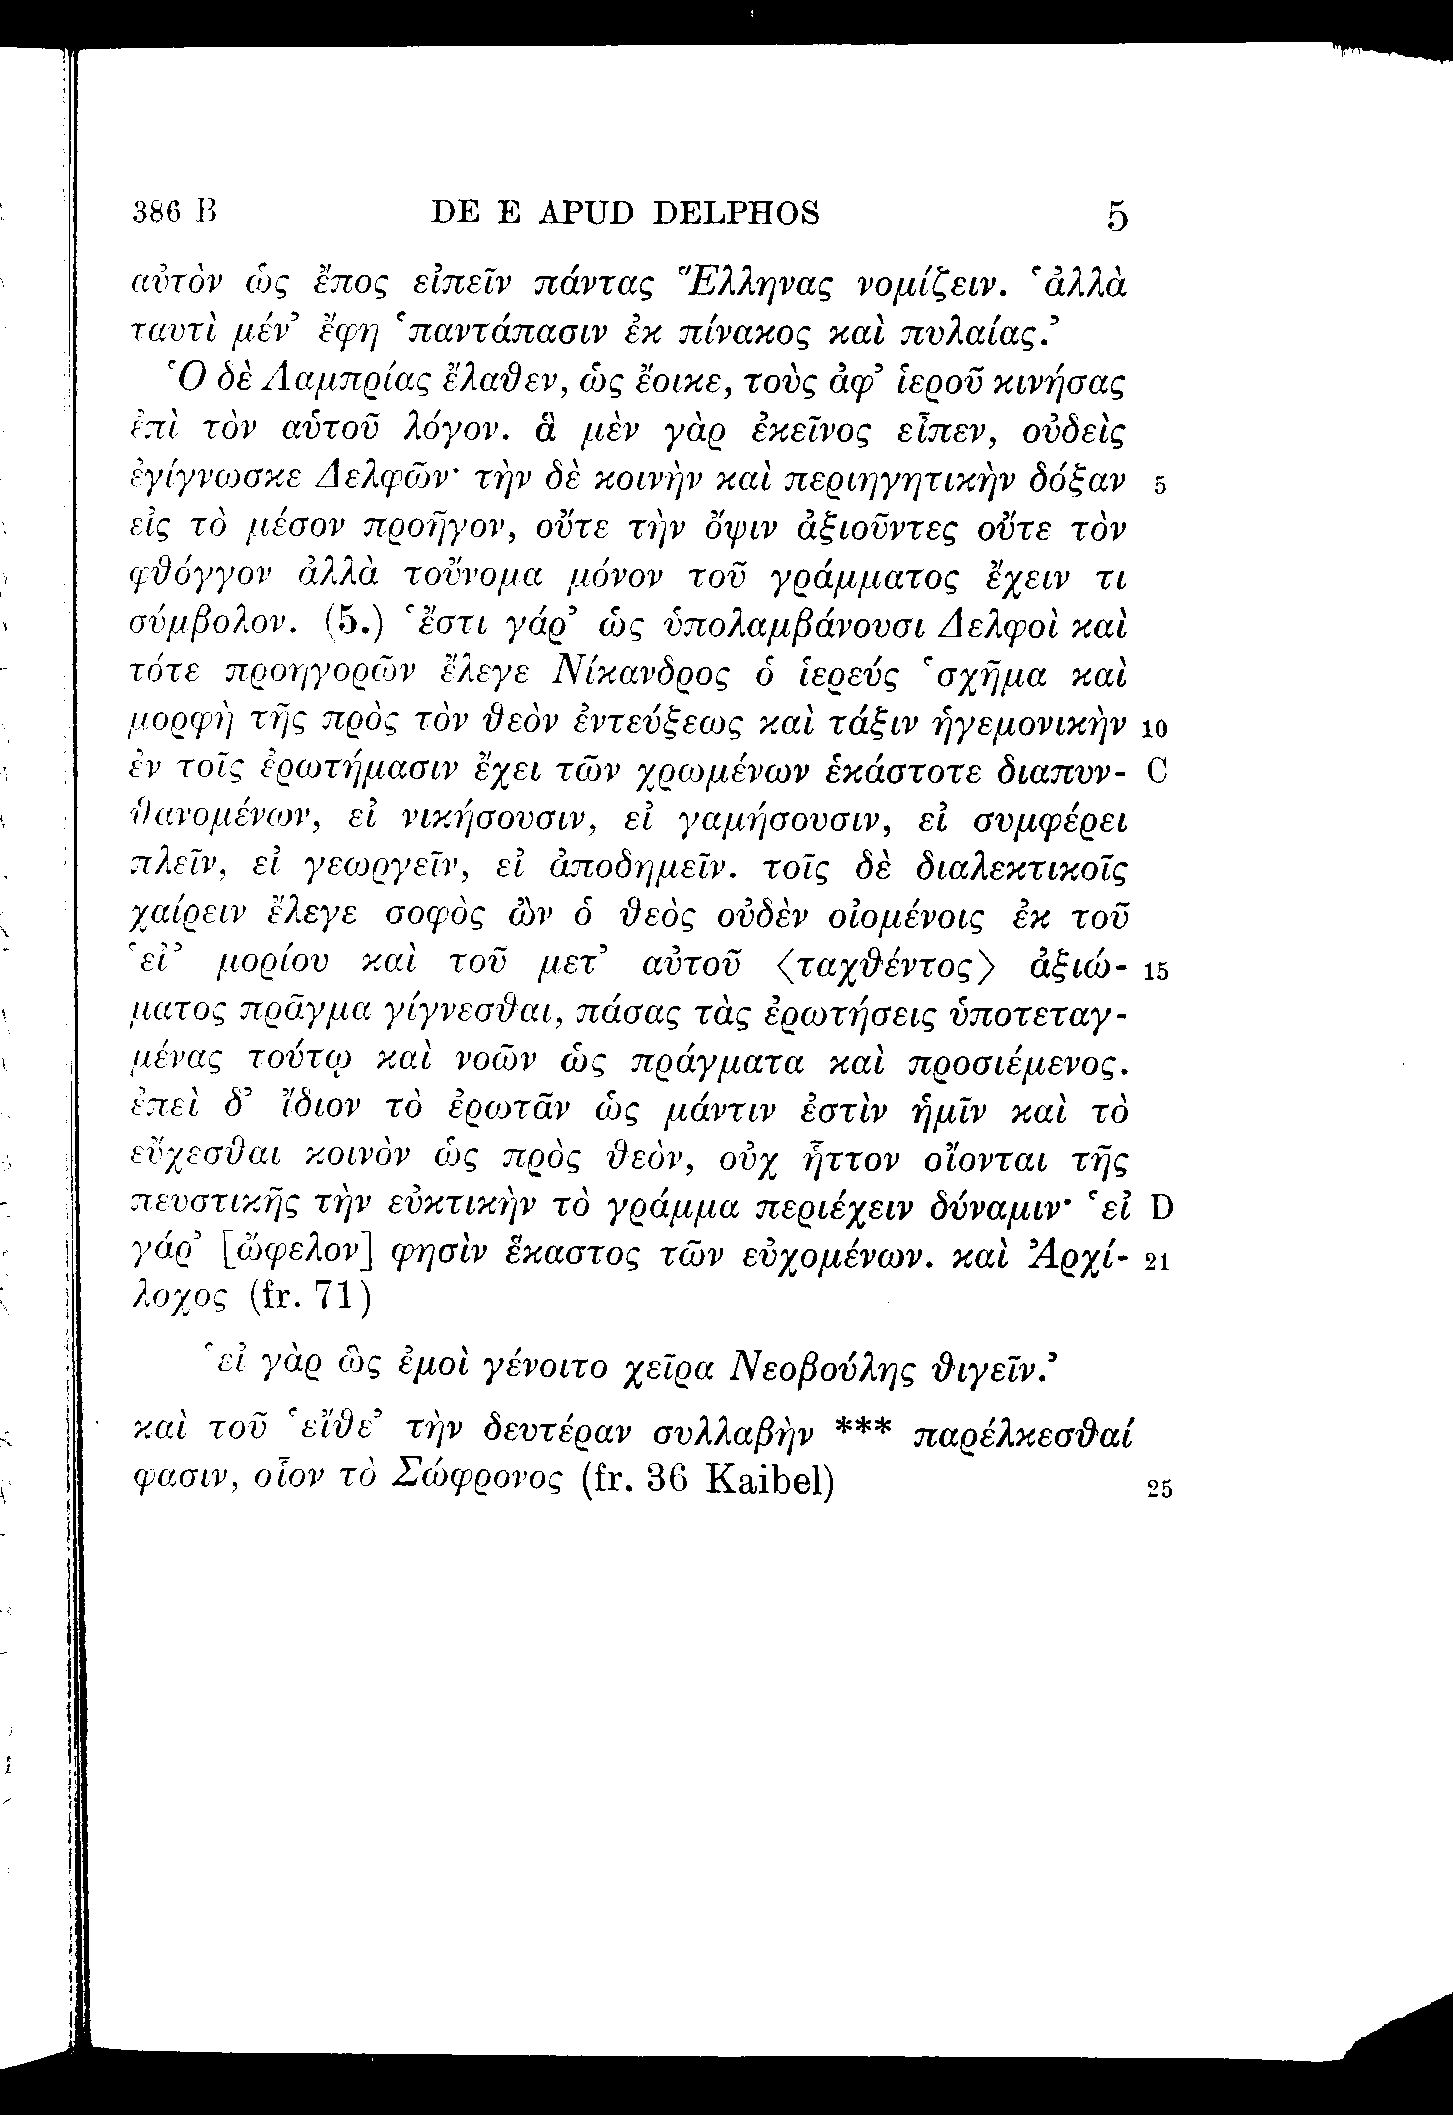 386 B DE E APUD DELPHOS 5
αὐτὸν ὡς ἔπος εἰπεῖν πάντας Ἕλληνας νομίζειν. ‘ἀλλὰ
ταυτὶ μέν’ ἔφη ‘παντάπασιν ἐκ πίνακος καὶ πυλαίας.’
Ὁ δὲ Λαμπρίας ἔλαθεν, ὡς ἔοικε, τοὺς ἀφ’ ἱεροῦ κινήσας
ἐπὶ τὸν αὑτοῦ λόγον. ἃ μὲν γὰρ ἐκεῖνος εἶπεν, οὐδεὶς
ἐγίγνωσκε Δελφῶν· τὴν δὲ κοινὴν καὶ περιηγητικὴν δόξαν 5
εἰς τὸ μέσον προῆγον, οὔτε τὴν ὄψιν ἀξιοῦντες οὔτε τὸν
φθόγγον ἀλλὰ τοὔνομα μόνον τοῦ γράμματος ἔχειν τι
σύμβολον. (5.) ‘ἔστι γάρ’ ὡς ὑπολαμβάνουσι Δελφοὶ καὶ
τότε προηγορῶν ἔλεγε Νίκανδρος ὁ ἱερεύς ‘σχῆμα καὶ
μορφὴ τῆς πρὸς τὸν θεὸν ἐντεύξεως καὶ τάξιν ἡγεμονικὴν 10
ἐν τοῖς ἐρωτήμασιν ἔχει τῶν χρωμένων ἑκάστοτε διαπυν- C
θανομένων, εἰ νικήσουσιν, εἰ γαμήσουσιν, εἰ συμφέρει
πλεῖν, εἰ γεωργεῖν, εἰ ἀποδημεῖν. τοῖς δὲ διαλεκτικοῖς
χαίρειν ἔλεγε σοφὸς ὢν ὁ θεὸς οὐδὲν οἰομένοις ἐκ τοῦ
‘εἰ’ μορίου καὶ τοῦ μετ’ αὐτοῦ ⟨ταχθέντος⟩ ἀξιώ- 15
ματος πρᾶγμα γίγνεσθαι, πάσας τὰς ἐρωτήσεις ὑποτεταγ-
μένας τούτῳ καὶ νοῶν ὡς πράγματα καὶ προσιέμενος.
ἐπεὶ δ’ ἴδιον τὸ ἐρωτᾶν ὡς μάντιν ἐστὶν ἡμῖν καὶ τὸ
εὔχεσθαι κοινὸν ὡς πρὸς θεόν, οὐχ ἧττον οἴονται τῆς
πευστικῆς τὴν εὐκτικὴν τὸ γράμμα περιέχειν δύναμιν· ‘εἰ D
γάρ’ [ὤφελον] φησὶν ἕκαστος τῶν εὐχομένων. καὶ Ἀρχί- 21
λοχος (fr. 71)
‘εἰ γὰρ ὣς ἐμοὶ γένοιτο χεῖρα Νεοβούλης θιγεῖν.’
καὶ τοῦ ‘εἴθε’ τὴν δευτέραν συλλαβὴν *** παρέλκεσθαί
φασιν, οἷον τὸ Σώφρονος (fr. 36 Kaibel) 25